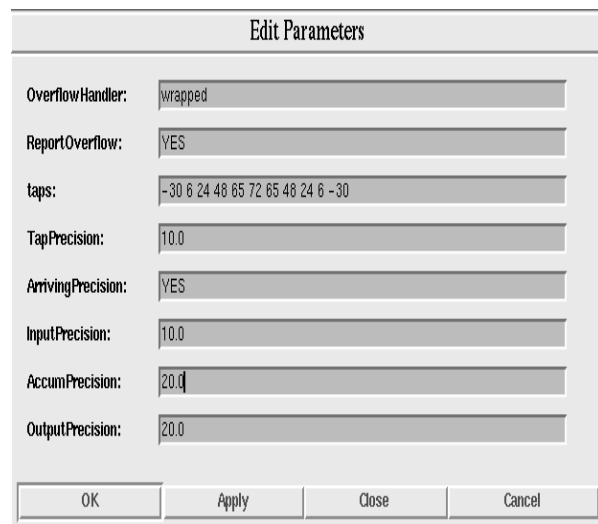 Edit Parameters
OverflowHandler: wrapped
ReportOverflow: YES
taps: -30 6 24 48 65 72 65 48 24 6 -30
TapPrecision: 10.0
ArrivingPrecision: YES
InputPrecision: 10.0
AccumPrecision: 20.0
OutputPrecision: 20.0
OK Apply Close Cancel